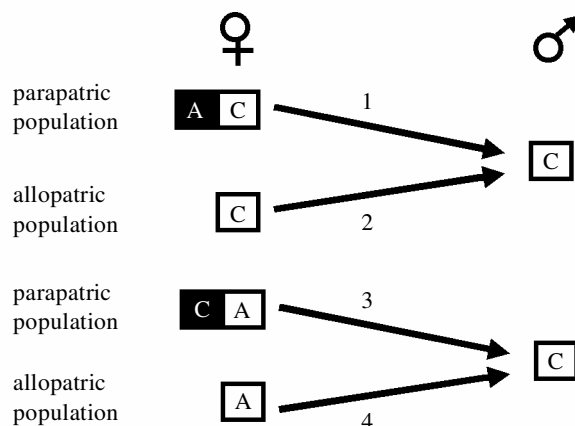 ♀ ♂
parapatric
population
A C
1
C
allopatric
population
C
2
parapatric
population
C A
3
C
allopatric
population
A
4